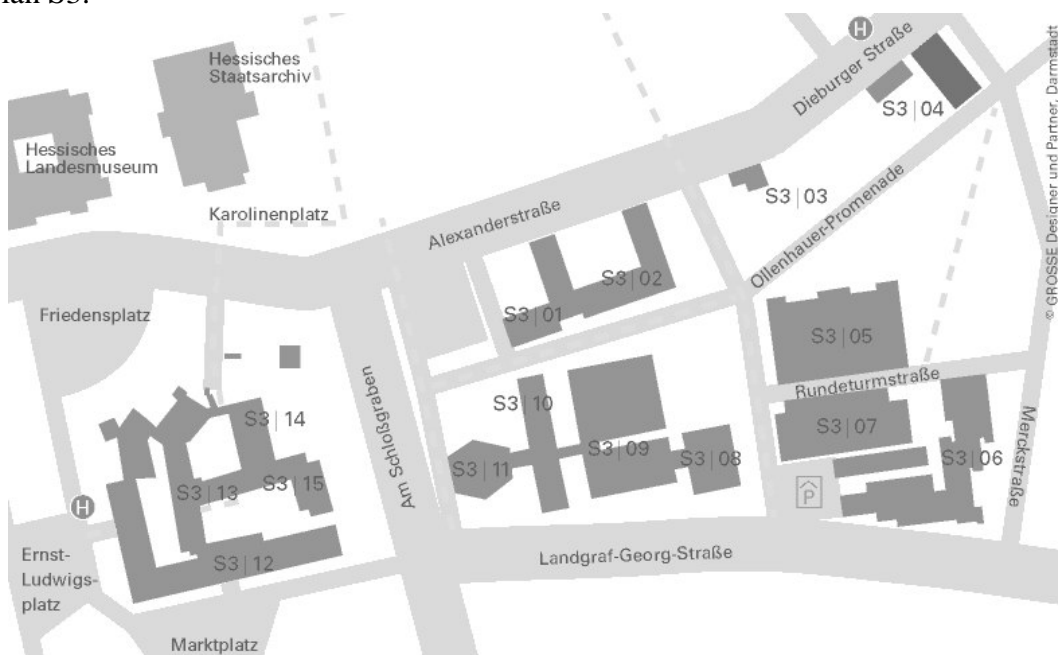 Hessisches
Staatsarchiv
Hessisches
Landesmuseum
Karolinenplatz
Friedensplatz
H
Dieburger Straße
S3 | 04
S3 | 03
Alexanderstraße
Ollenhauer-Promenade
S3 | 02
S3 | 01
S3 | 05
Rundeturmstraße
S3 | 10
S3 | 14
S3 | 07
Am Schloßgraben
S3 | 09
S3 | 08
S3 | 06
Merckstraße
S3 | 11
S3 | 13
S3 | 15
P
H
Ernst-
Ludwigs-
platz
S3 | 12
Landgraf-Georg-Straße
Marktplatz
© GROSSE Designer und Partner, Darmstadt